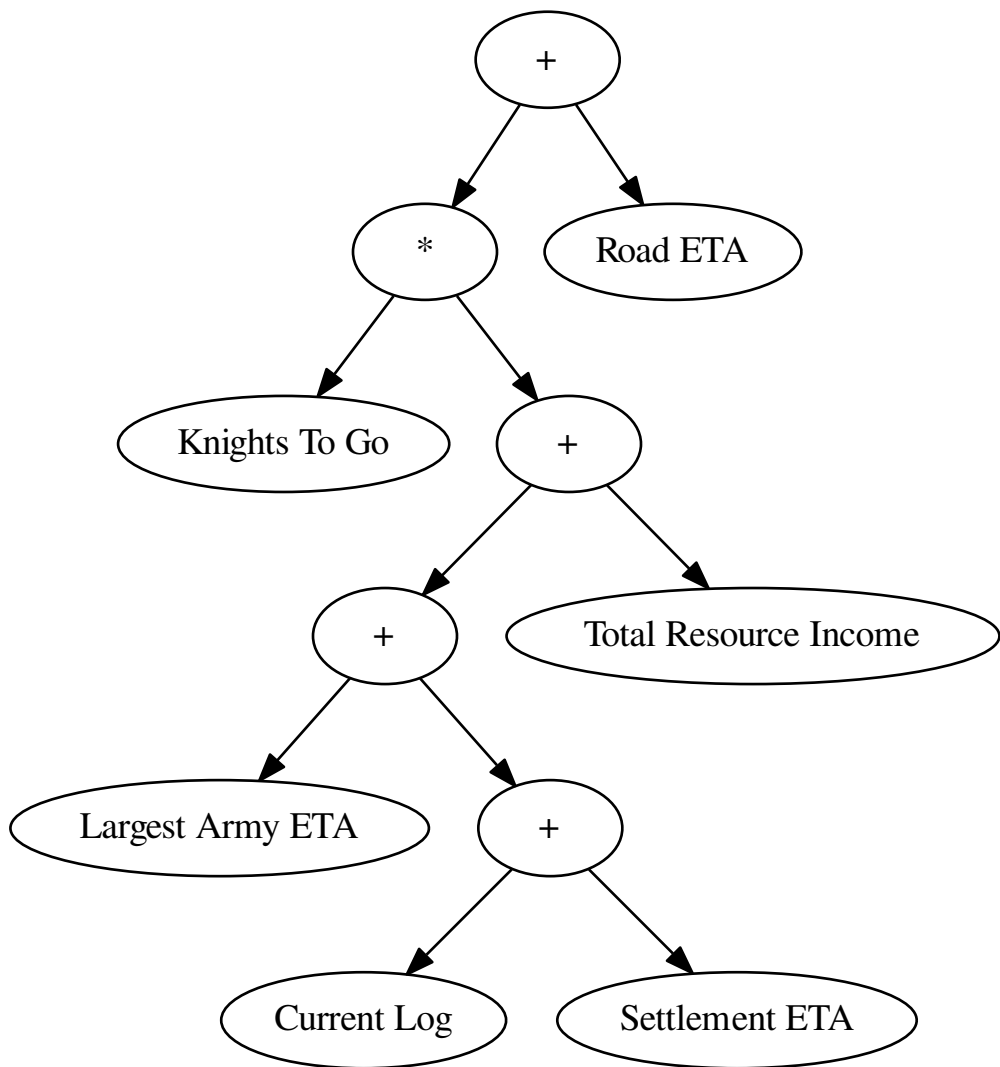 +
*
Road ETA
Knights To Go
+
+
Total Resource Income
Largest Army ETA
+
Current Log
Settlement ETA